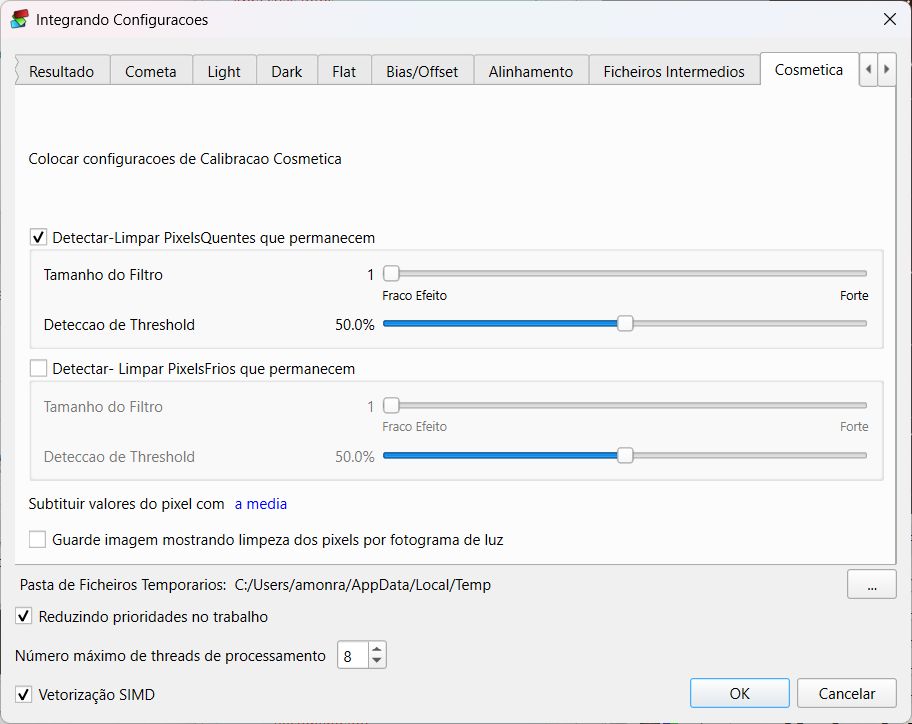 Integrando Configuracoes
Resultado Cometa Light Dark Flat Bias/Offset Alinhamento Ficheiros Intermedios Cosmetica
Colocar configuracoes de Calibracao Cosmetica
Detectar-Limpar PixelsQuentes que permanecem
Tamanho do Filtro 1
Fraco Efeito Forte
Deteccao de Threshold 50.0%
Detectar- Limpar PixelsFrios que permanecem
Tamanho do Filtro 1
Fraco Efeito Forte
Deteccao de Threshold 50.0%
Subtituir valores do pixel com a media
Guarde imagem mostrando limpeza dos pixels por fotograma de luz
Pasta de Ficheiros Temporarios: C:/Users/amonra/AppData/Local/Temp ...
Reduzindo prioridades no trabalho
Número máximo de threads de processamento 8
Vetorização SIMD
OK Cancelar